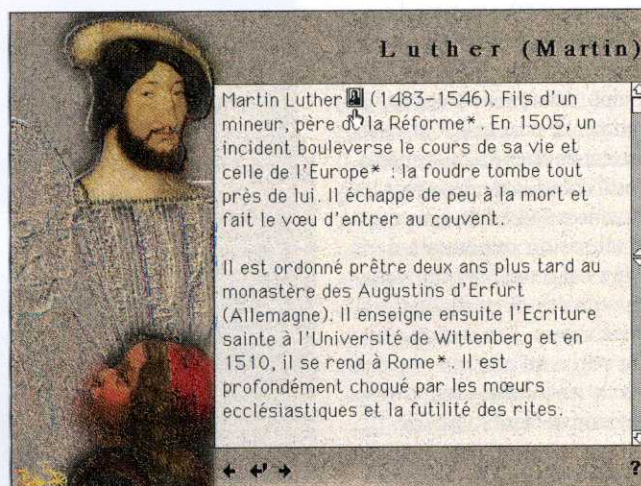 Luther (Martin)
Martin Luther (1483-1546). Fils d'un
mineur, père de la Réforme*. En 1505, un
incident bouleverse le cours de sa vie et
celle de l'Europe* : la foudre tombe tout
près de lui. Il échappe de peu à la mort et
fait le vœu d'entrer au couvent.
Il est ordonné prêtre deux ans plus tard au
monastère des Augustins d'Erfurt
(Allemagne). Il enseigne ensuite l'Ecriture
sainte à l'Université de Wittenberg et en
1510, il se rend à Rome*. Il est
profondément choqué par les mœurs
ecclésiastiques et la futilité des rites.
?